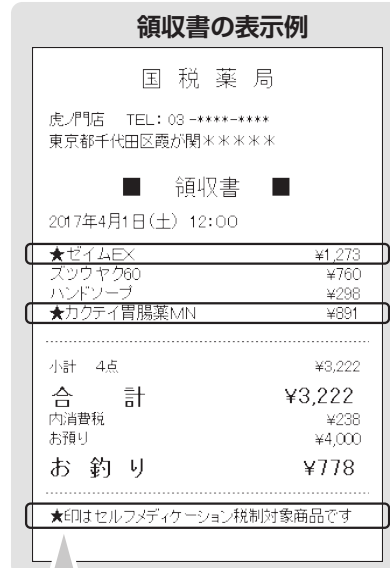 領収書の表示例
国税薬局
虎ノ門店 TEL：03-****-****
東京都千代田区霞が関＊＊＊＊＊
■ 領収書 ■
2017年4月1日（土） 12:00
★ゼイムEX ¥1,273
ズツウヤク60 ¥760
ハンドソープ ¥298
★カクテイ胃腸薬MN ¥891
小計 4点 ¥3,222
合計 ¥3,222
内消費税 ¥238
お預り ¥4,000
お釣り ¥778
★印はセルフメディケーション税制対象商品です